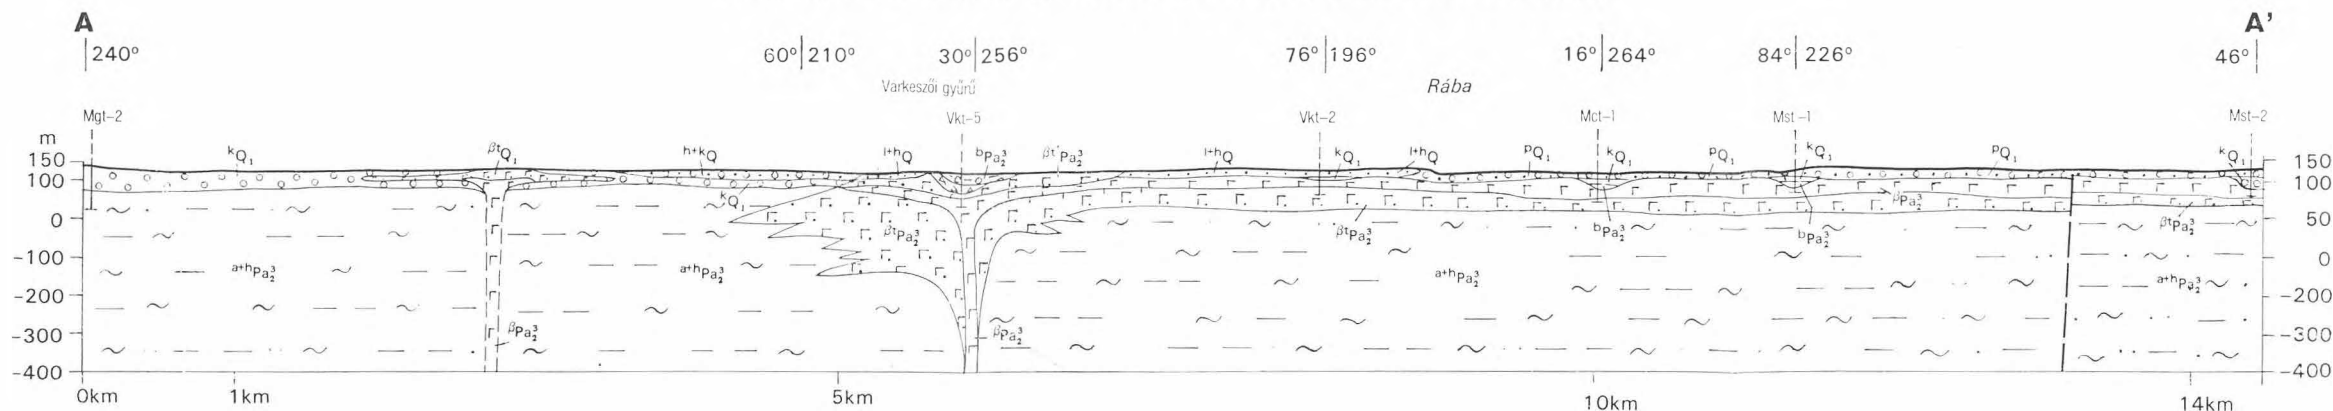 A A'
240° 60° 210° 30° 256° 76° 196° 16° 264° 84° 226° 46°
Varkeszői gyűrű Rába
Mgt-2 Vkt-5 Vkt-2 Mct-1 Mst-1 Mst-2
m
kQ₁ βtQ₁ h+kQ l+hQ bPa₂³ βt'Pa₂³ l+hQ kQ₁ l+hQ pQ₁ kQ₁ pQ₁ kQ₁ pQ₁ kQ₁
150 150
100 100
kQ₁ βPa₂³
0 50
βtPa₂³ βtPa₂³ bPa₂³ bPa₂³ βtPa₂³
-100 0
a+hPa₂³ a+hPa₂³ a+hPa₂³ a+hPa₂³
-200 -200
-300 -300
βPa₂³ βPa₂³
-400 -400
0km 1km 5km 10km 14km